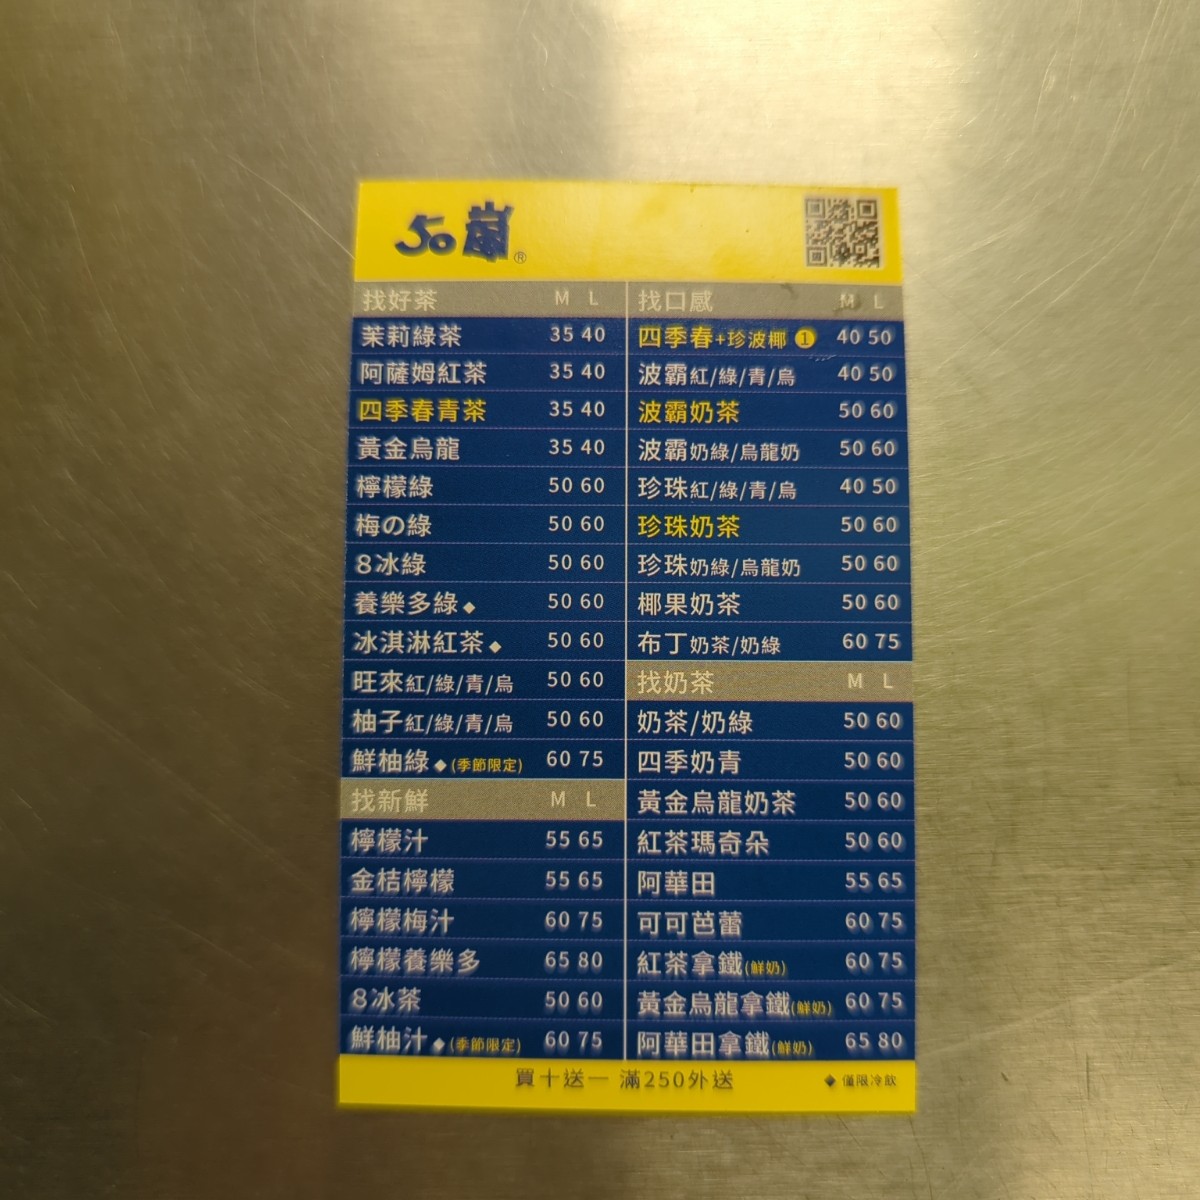 50嵐®
找好茶 M L
茉莉綠茶 35 40
阿薩姆紅茶 35 40
四季春青茶 35 40
黃金烏龍 35 40
檸檬綠 50 60
梅の綠 50 60
8冰綠 50 60
養樂多綠◆ 50 60
冰淇淋紅茶◆ 50 60
旺來紅/綠/青/烏 50 60
柚子紅/綠/青/烏 50 60
鮮柚綠◆(季節限定) 60 75
找新鮮 M L
檸檬汁 55 65
金桔檸檬 55 65
檸檬梅汁 60 75
檸檬養樂多 65 80
8冰茶 50 60
鮮柚汁◆(季節限定) 60 75
找口感 M L
四季春+珍波椰 1 40 50
波霸紅/綠/青/烏 40 50
波霸奶茶 50 60
波霸奶綠/烏龍奶 50 60
珍珠紅/綠/青/烏 40 50
珍珠奶茶 50 60
珍珠奶綠/烏龍奶 50 60
椰果奶茶 50 60
布丁奶茶/奶綠 60 75
找奶茶 M L
奶茶/奶綠 50 60
四季奶青 50 60
黃金烏龍奶茶 50 60
紅茶瑪奇朵 50 60
阿華田 55 65
可可芭蕾 60 75
紅茶拿鐵(鮮奶) 60 75
黃金烏龍拿鐵(鮮奶) 60 75
阿華田拿鐵(鮮奶) 65 80
買十送一 滿250外送
◆ 僅限冷飲